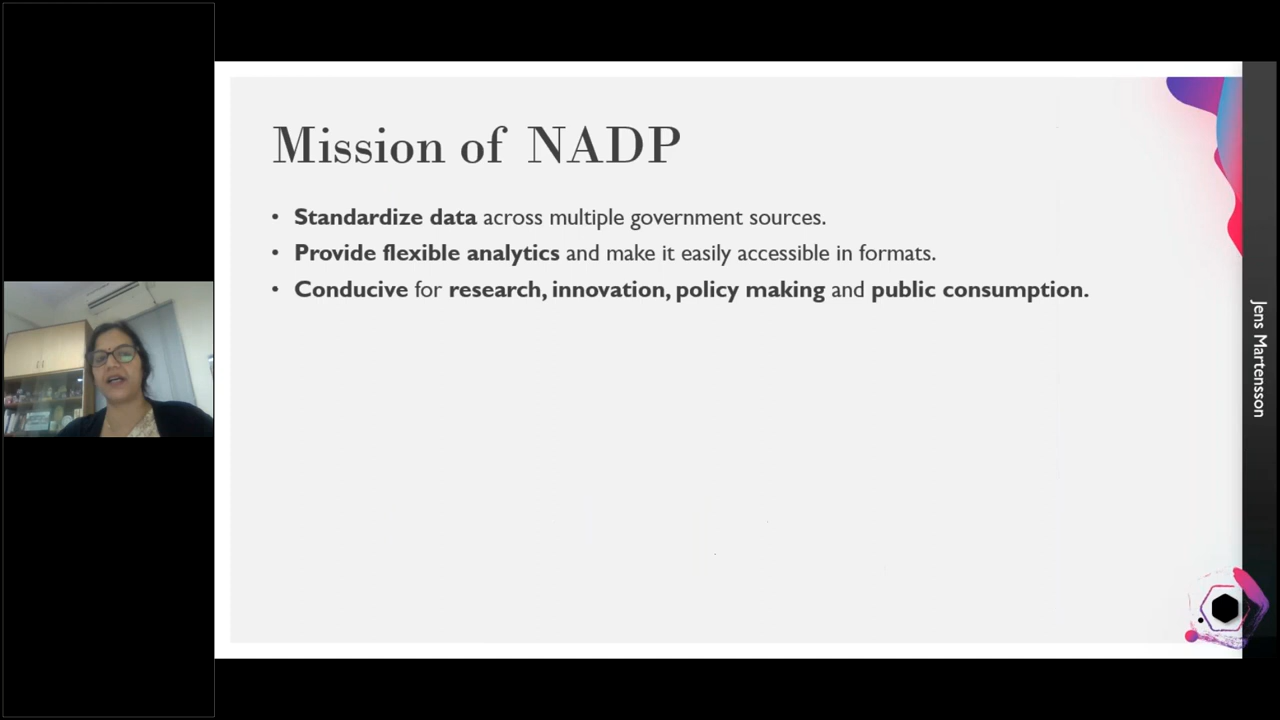 Mission of NADP
• Standardize data across multiple government sources.
• Provide flexible analytics and make it easily accessible in formats.
• Conducive for research, innovation, policy making and public consumption.
Jens Martensson